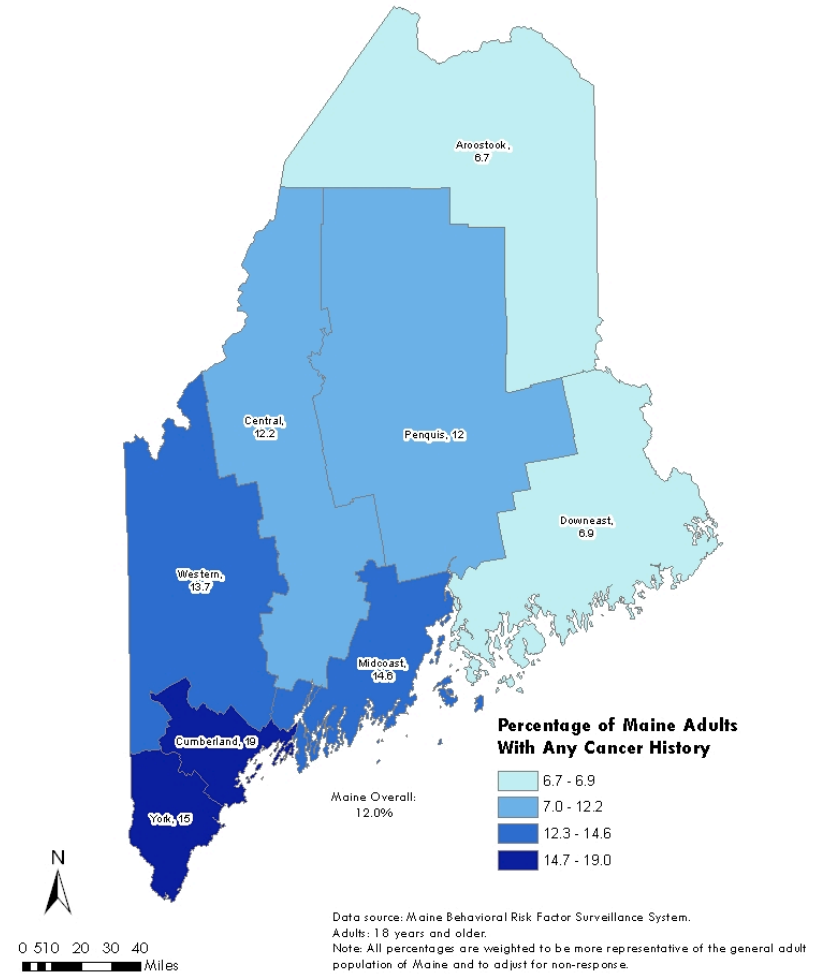 Aroostook,
6.7
Central,
12.2
Penquis, 12
Downeast,
6.9
Western,
13.7
Midcoast,
14.6
Cumberland, 19
York, 15
Maine Overall:
12.0%
Percentage of Maine Adults
With Any Cancer History
6.7 - 6.9
7.0 - 12.2
12.3 - 14.6
14.7 - 19.0
N
0 510 20 30 40
Miles
Data source: Maine Behavioral Risk Factor Surveillance System.
Adults: 18 years and older.
Note: All percentages are weighted to be more representative of the general adult
population of Maine and to adjust for non-response.